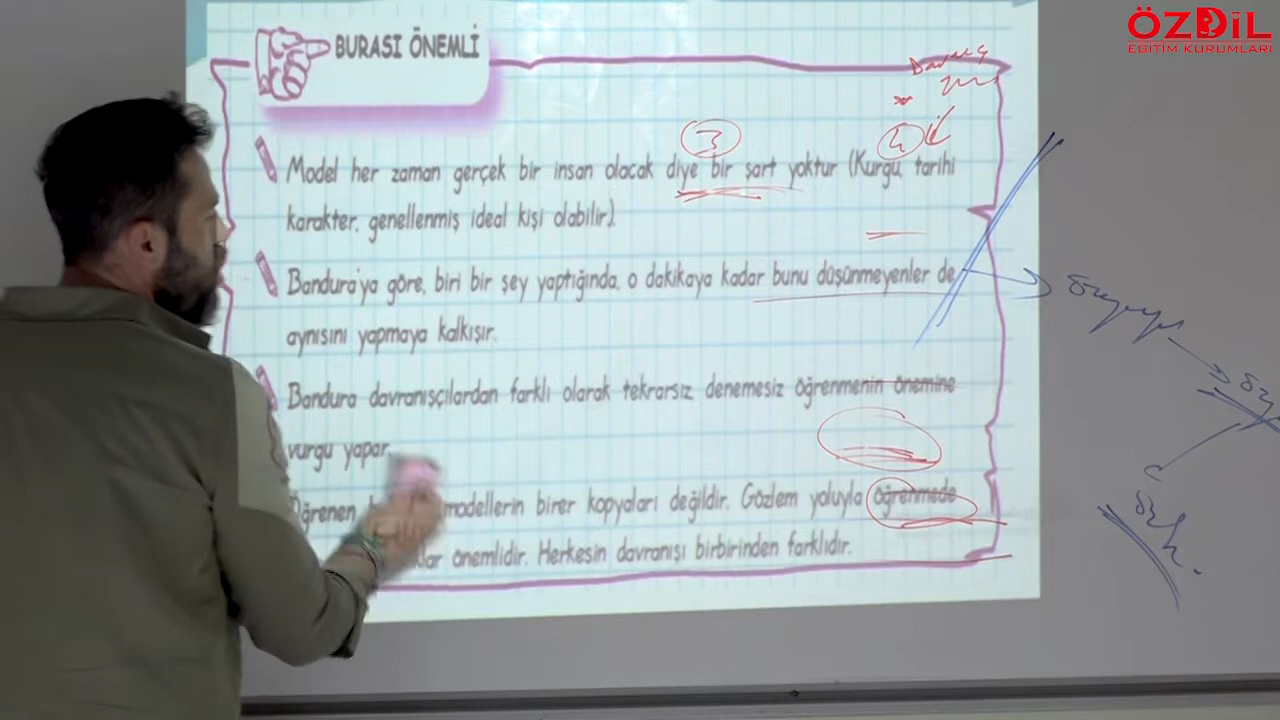 ÖZDİL
EĞİTİM KURUMLARI
BURASI ÖNEMLİ
3
4
Model her zaman gerçek bir insan olacak diye bir şart yoktur (Kurgu, tarihi
karakter, genellenmiş ideal kişi olabilir).
Bandura'ya göre, biri bir şey yaptığında, o dakikaya kadar bunu düşünmeyenler de
aynısını yapmaya kalkışır.
Bandura davranışçılardan farklı olarak tekrarsız denemesiz öğrenmenin önemine
vurgu yapar.
Öğrenen modellerin birer kopyaları değildir. Gözlem yoluyla öğrenmede
önemlidir. Herkesin davranışı birbirinden farklıdır.